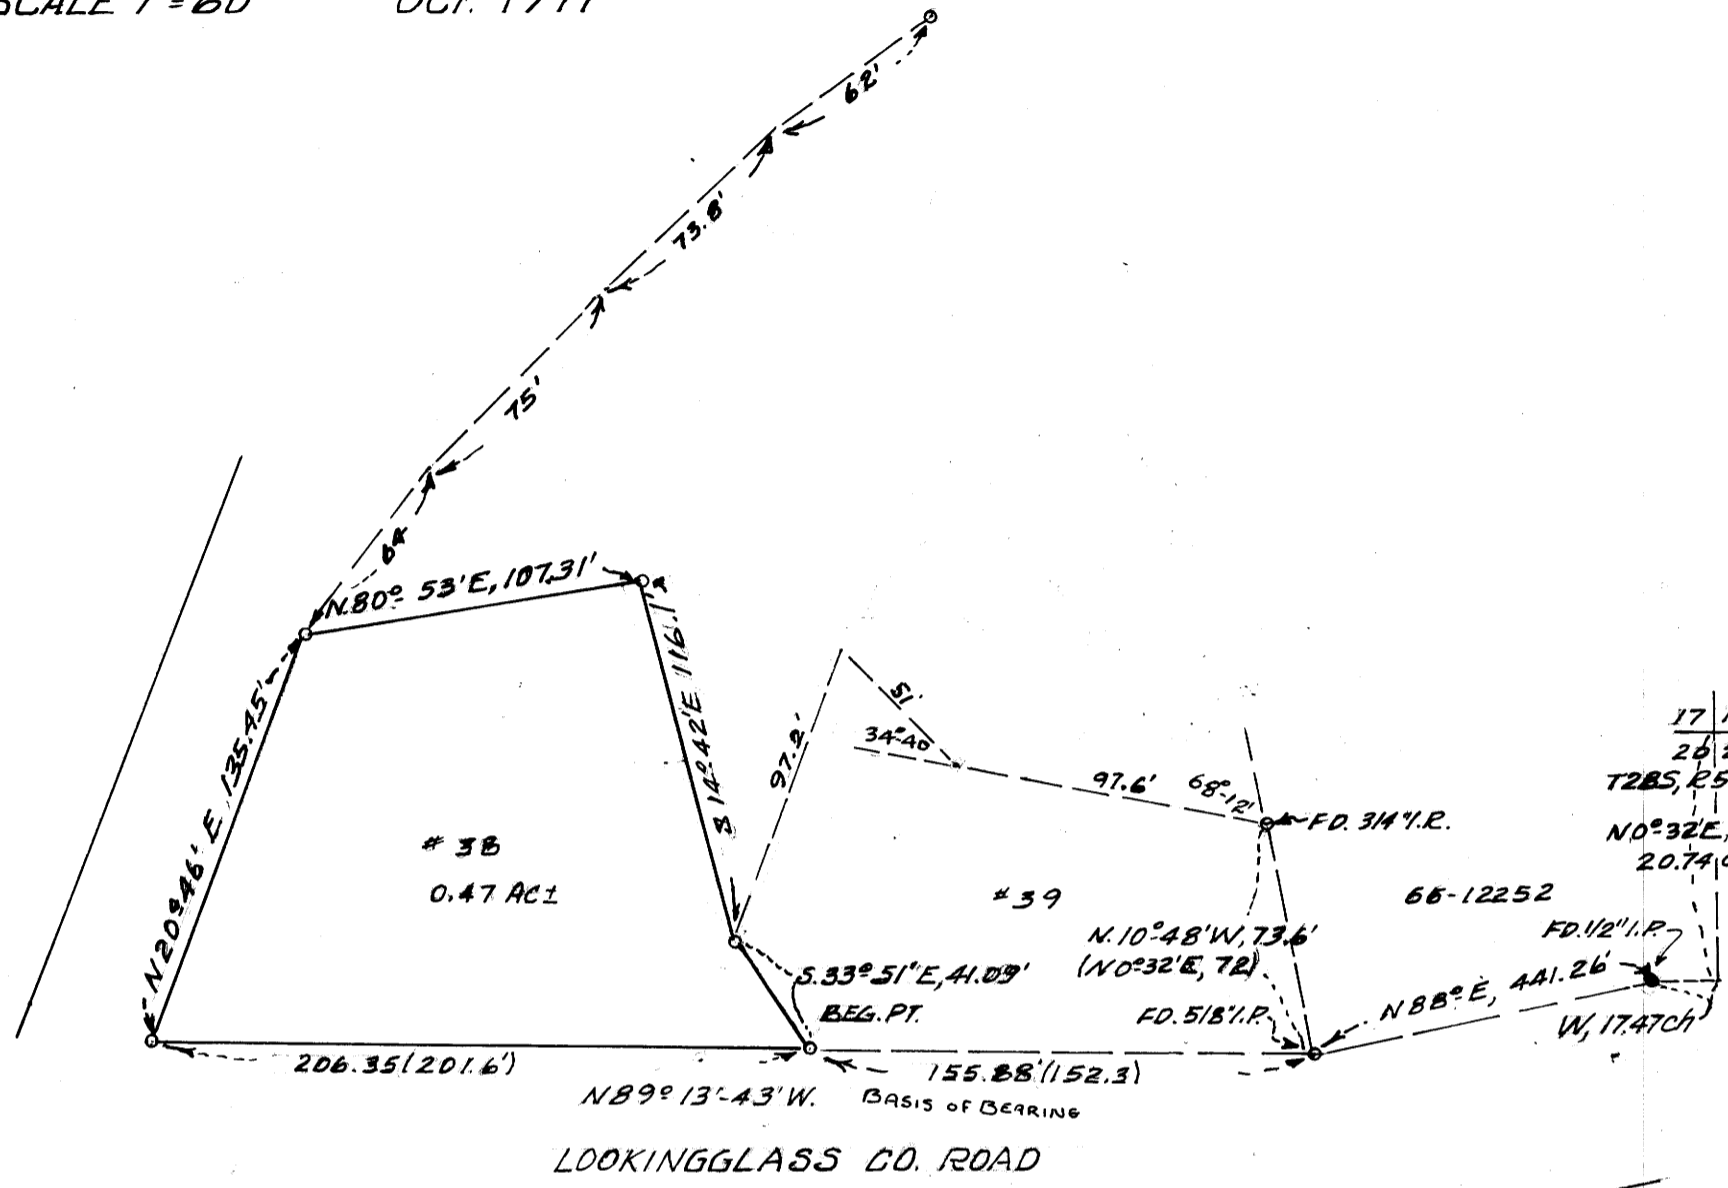 SCALE 1"=60' OCT. 1977
62'
73.8'
75'
64
N.80°-53'E, 107.31'
N20°46'E 135.45'
S 14°42'E 116.1'
97.2'
51'
34°-40
97.6'
68°-12'
FD. 3/4" I.R.
17
20
T28S, R5
N0°-32'E,
20.74
# 38
0.47 AC±
#39
66-12252
N.10°-48'W, 73.6'
(N0°32'E, 72)
FD. 1/2" I.P.
S.33°51'E, 41.09'
BEG. PT.
FD. 5/8" I.P.
N88°E, 441.26'
W, 17.47ch
206.35 (201.6')
155.88' (152.3)
N89°13'-43'W.
BASIS OF BEARING
LOOKINGGLASS CO. ROAD